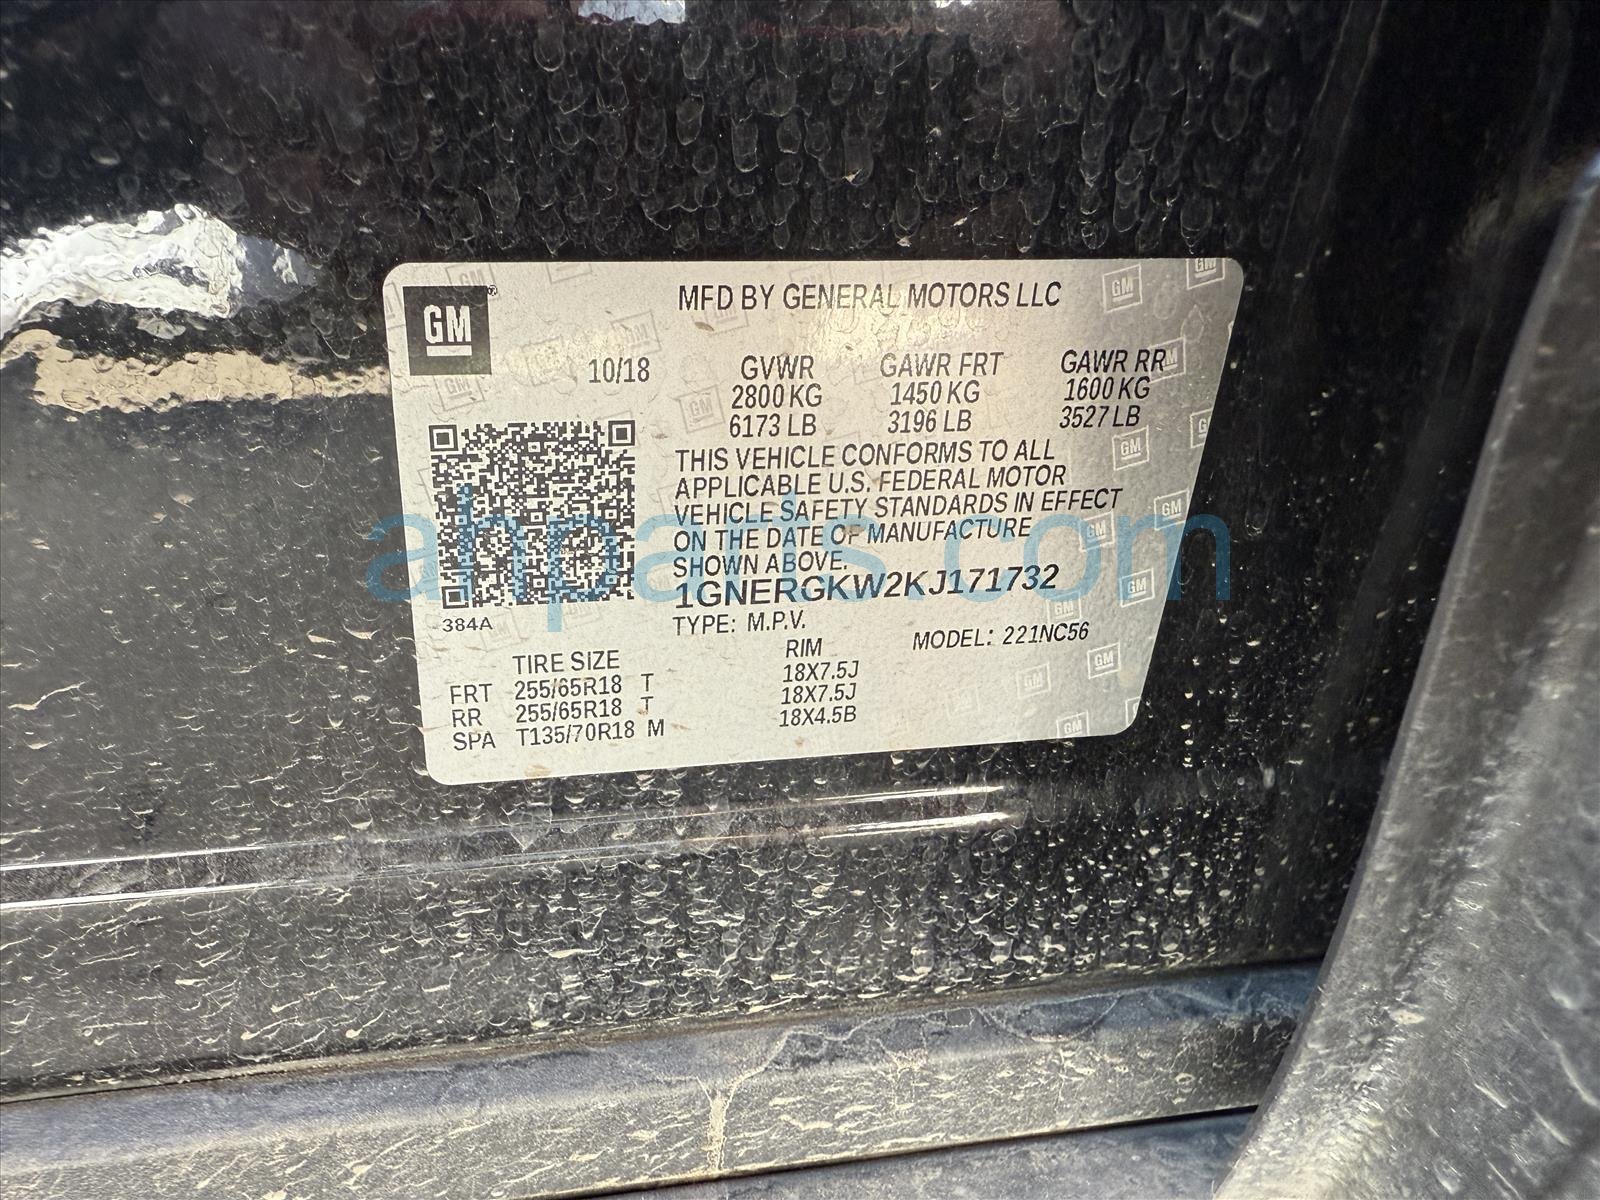 GM
MFD BY GENERAL MOTORS LLC
10/18 GVWR GAWR FRT GAWR RR
2800 KG 1450 KG 1600 KG
6173 LB 3196 LB 3527 LB
THIS VEHICLE CONFORMS TO ALL
APPLICABLE U.S. FEDERAL MOTOR
VEHICLE SAFETY STANDARDS IN EFFECT
ON THE DATE OF MANUFACTURE
SHOWN ABOVE.
1GNERGKW2KJ171732
384A
TYPE: M.P.V. MODEL: 221NC56
TIRE SIZE RIM
FRT 255/65R18 T 18X7.5J
RR 255/65R18 T 18X7.5J
SPA T135/70R18 M 18X4.5B
ahparts.com